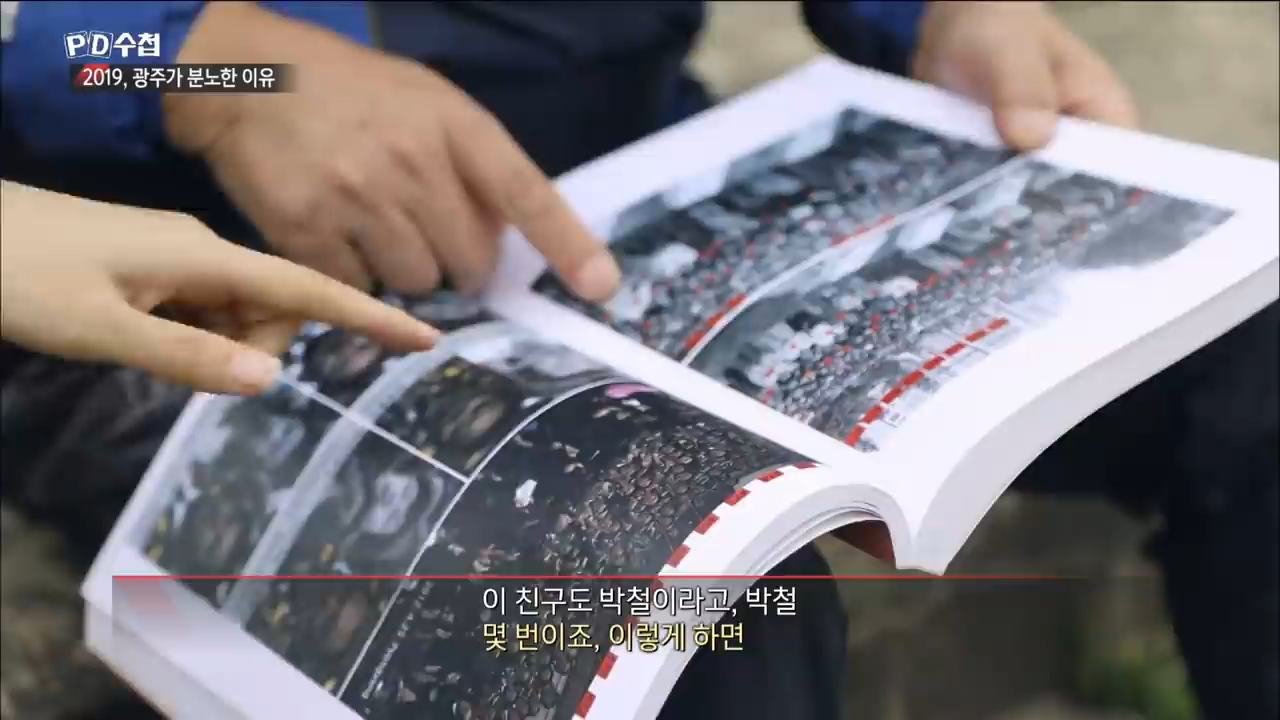 PD수첩
2019, 광주가 분노한 이유
이 친구도 박철이라고, 박철
몇 번이죠, 이렇게 하면